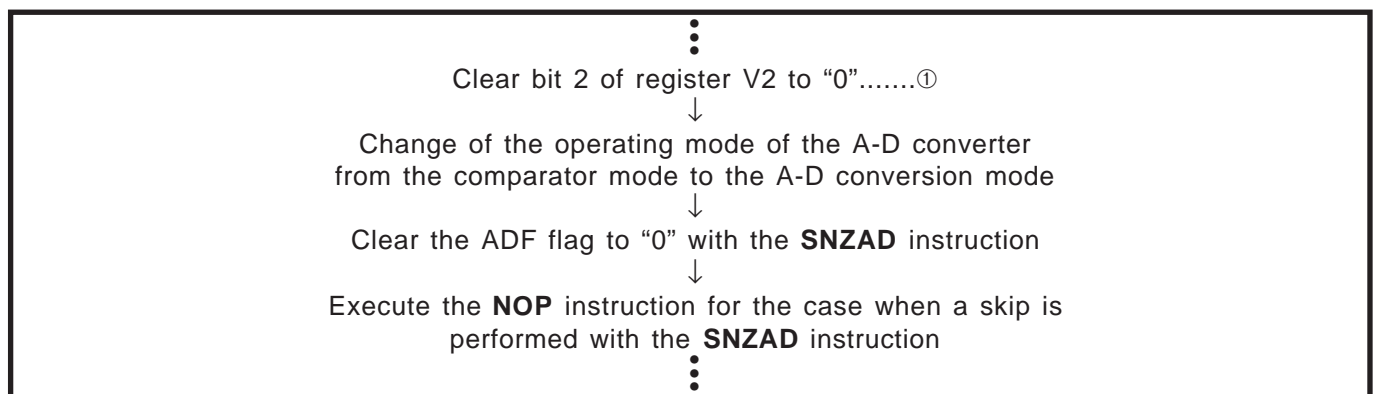 Clear bit 2 of register V2 to “0”.......①
↓
Change of the operating mode of the A-D converter
from the comparator mode to the A-D conversion mode
↓
Clear the ADF flag to “0” with the SNZAD instruction
↓
Execute the NOP instruction for the case when a skip is
performed with the SNZAD instruction